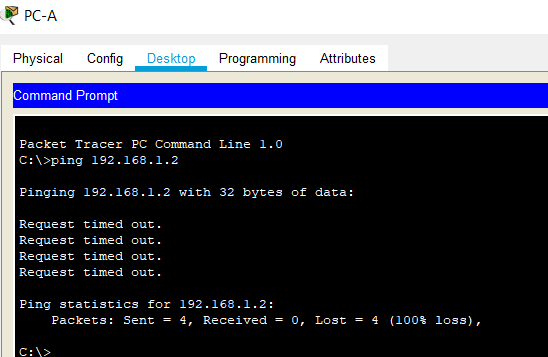 PC-A
Physical Config Desktop Programming Attributes
Command Prompt
Packet Tracer PC Command Line 1.0
C:\>ping 192.168.1.2
Pinging 192.168.1.2 with 32 bytes of data:
Request timed out.
Request timed out.
Request timed out.
Request timed out.
Ping statistics for 192.168.1.2:
Packets: Sent = 4, Received = 0, Lost = 4 (100% loss),
C:\>